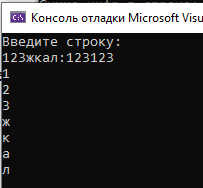 Консоль отладки Microsoft Visu
Введите строку:
123жкал:123123
1
2
3
ж
к
а
л